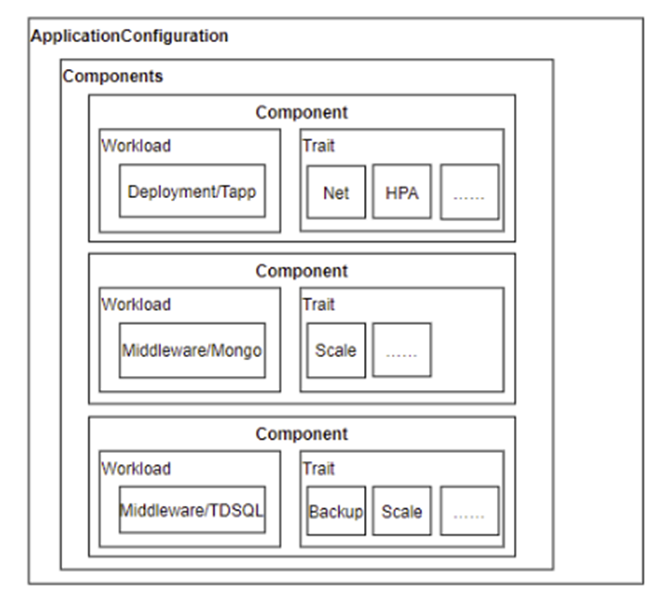 ApplicationConfiguration
Components
Component
Workload
Trait
Deployment/Tapp
Net
HPA
......
Component
Workload
Trait
Middleware/Mongo
Scale
......
Component
Workload
Trait
Middleware/TDSQL
Backup
Scale
......